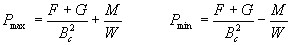 P_max = (F + G)/B_c^2 + M/W    P_min = (F + G)/B_c^2 − M/W